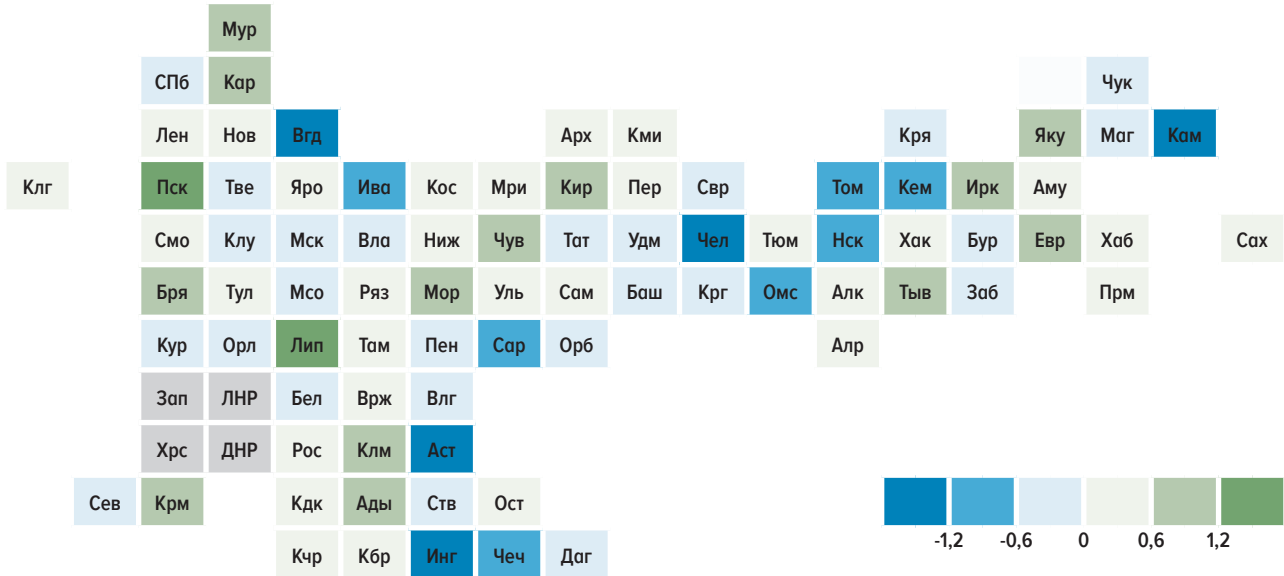 Мур
СПб Кар Чук
Лен Нов Вгд Арх Кми Кря Яку Маг Кам
Клг Пск Тве Яро Ива Кос Мри Кир Пер Свр Том Кем Ирк Аму
Смо Клу Мск Вла Ниж Чув Тат Удм Чел Тюм Нск Хак Бур Евр Хаб Сах
Бря Тул Мсо Ряз Мор Уль Сам Баш Крг Омс Алк Тыв Заб Прм
Кур Орл Лип Там Пен Сар Орб Алр
Зап ЛНР Бел Врж Влг
Хрс ДНР Рос Клм Аст
Сев Крм Кдк Ады Ств Ост
Кчр Кбр Инг Чеч Даг
-1,2 -0,6 0 0,6 1,2